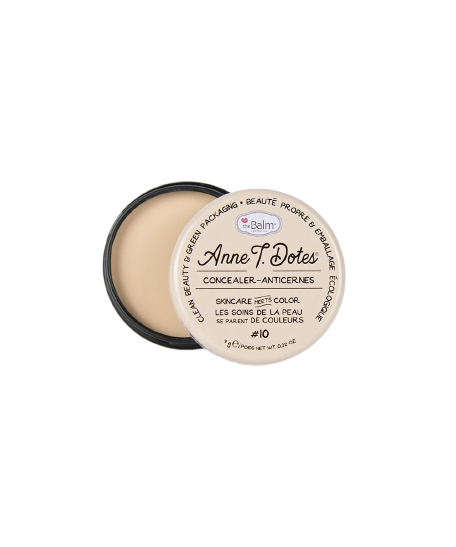 CLEAN BEAUTY & GREEN PACKAGING • BEAUTÉ PROPRE & EMBALLAGE ÉCOLOGIQUE
theBalm®
Anne T. Dotes®
CONCEALER-ANTICERNES
SKINCARE MEETS COLOR
LES SOINS DE LA PEAU
SE PARENT DE COULEURS
#10
9g e/POIDS NET WT. 0.32 OZ